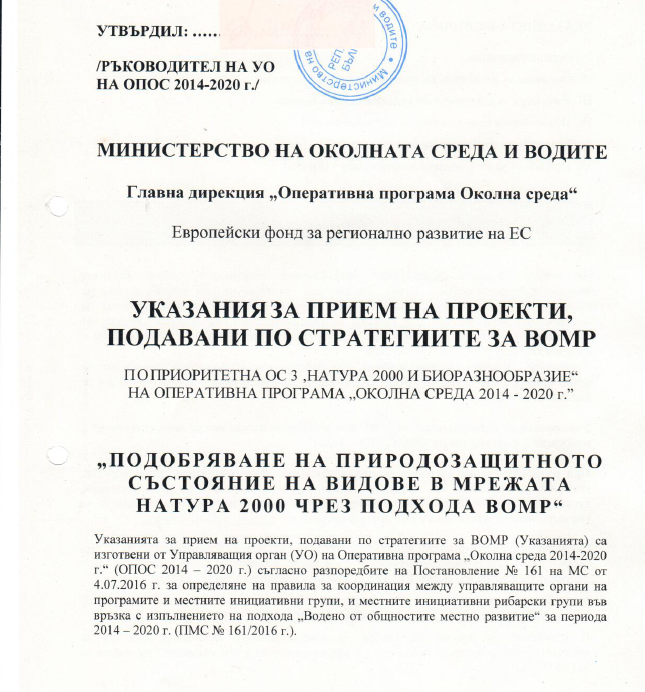 УТВЪРДИЛ: ......
/РЪКОВОДИТЕЛ НА УО
НА ОПОС 2014-2020 г./
МИНИСТЕРСТВО НА ОКОЛНАТА СРЕДА И ВОДИТЕ
Главна дирекция „Оперативна програма Околна среда“
Европейски фонд за регионално развитие на ЕС
УКАЗАНИЯ ЗА ПРИЕМ НА ПРОЕКТИ,
ПОДАВАНИ ПО СТРАТЕГИИТЕ ЗА ВОМР
ПО ПРИОРИТЕТНА ОС 3 „НАТУРА 2000 И БИОРАЗНООБРАЗИЕ“
НА ОПЕРАТИВНА ПРОГРАМА „ОКОЛНА СРЕДА 2014 - 2020 г.”
„ПОДОБРЯВАНЕ НА ПРИРОДОЗАЩИТНОТО
СЪСТОЯНИЕ НА ВИДОВЕ В МРЕЖАТА
НАТУРА 2000 ЧРЕЗ ПОДХОДА ВОМР“
Указанията за прием на проекти, подавани по стратегиите за ВОМР (Указанията) са
изготвени от Управляващия орган (УО) на Оперативна програма „Околна среда 2014-2020
г.“ (ОПОС 2014 – 2020 г.) съгласно разпоредбите на Постановление № 161 на МС от
4.07.2016 г. за определяне на правила за координация между управляващите органи на
програмите и местните инициативни групи, и местните инициативни рибарски групи във
връзка с изпълнението на подхода „Водено от общностите местно развитие“ за периода
2014 – 2020 г. (ПМС № 161/2016 г.).